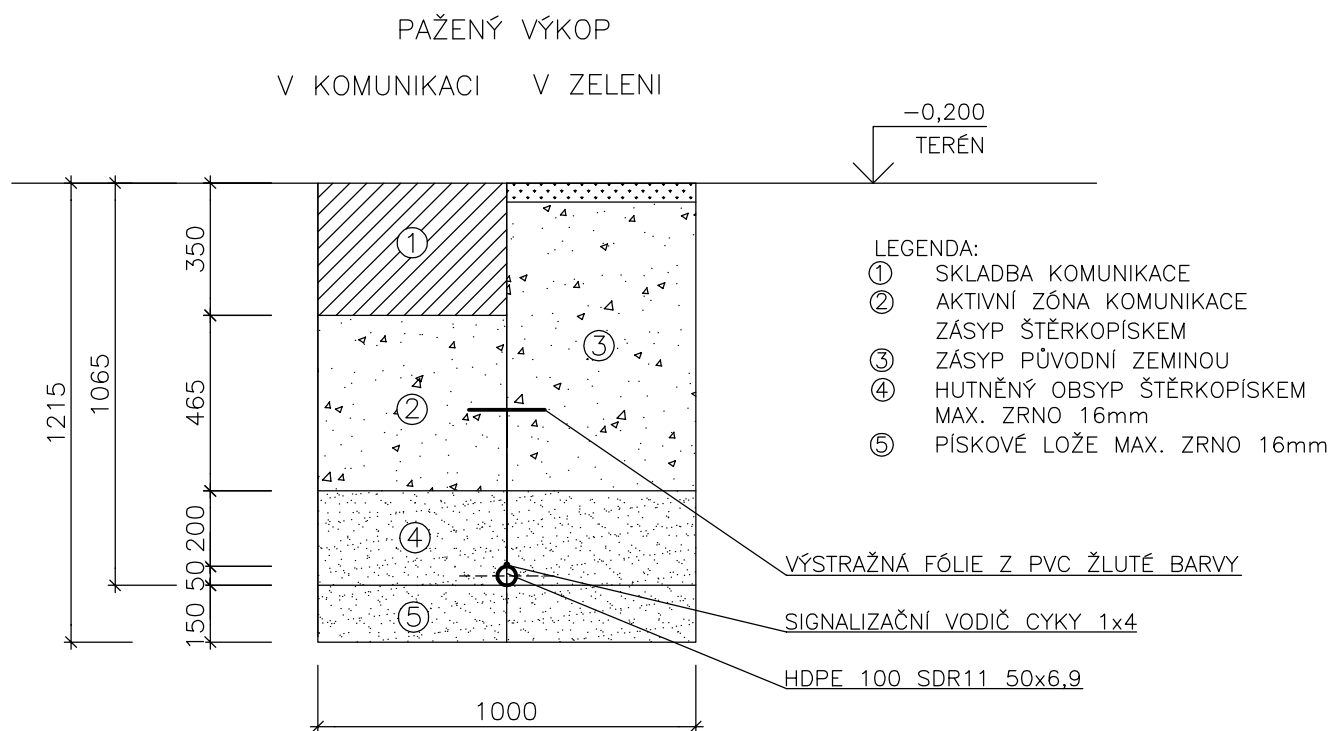 PAŽENÝ VÝKOP
V KOMUNIKACI V ZELENI
-0,200
TERÉN
350
465
200
50
150
1065
1215
1000
1
2
3
4
5
LEGENDA:
1 SKLADBA KOMUNIKACE
2 AKTIVNÍ ZÓNA KOMUNIKACE
ZÁSYP ŠTĚRKOPÍSKEM
3 ZÁSYP PŮVODNÍ ZEMINOU
4 HUTNĚNÝ OBSYP ŠTĚRKOPÍSKEM
MAX. ZRNO 16mm
5 PÍSKOVÉ LOŽE MAX. ZRNO 16mm
VÝSTRAŽNÁ FÓLIE Z PVC ŽLUTÉ BARVY
SIGNALIZAČNÍ VODIČ CYKY 1x4
HDPE 100 SDR11 50x6,9